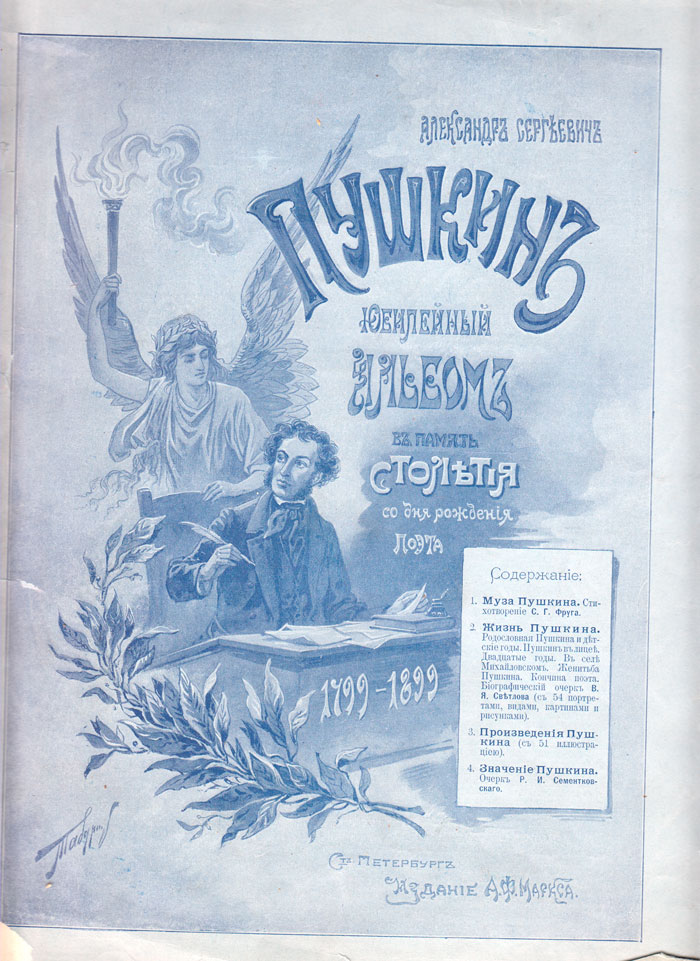 АЛЕКСАНДРЪ СЕРГѢЕВИЧЪ
ПУШКИНЪ
ЮБИЛЕЙНЫЙ
АЛЬБОМЪ
ВЪ ПАМЯТЬ
СТОЛѢТІЯ
со дня рожденія
ПОЭТА
Содержаніе:
1. Муза Пушкина. Сти-
хотвореніе С. Г. Фруга.
2. Жизнь Пушкина.
Родословная Пушкина и дѣт-
скіе годы. Пушкинъ въ лицеѣ.
Двадцатые годы. Въ селѣ
Михайловскомъ. Женитьба
Пушкина. Кончина поэта.
Біографическій очеркъ В.
Я. Свѣтлова (съ 54 портре-
тами, видами, картинами и
рисунками).
3. Произведенія Пуш-
кина (съ 51 иллюстра-
ціею).
4. Значеніе Пушкина.
Очеркъ Р. И. Сементков-
скаго.
1799-1899
СТЪ ПЕТЕРБУРГЪ
ИЗДАНІЕ А.Ф. МАРКСА.